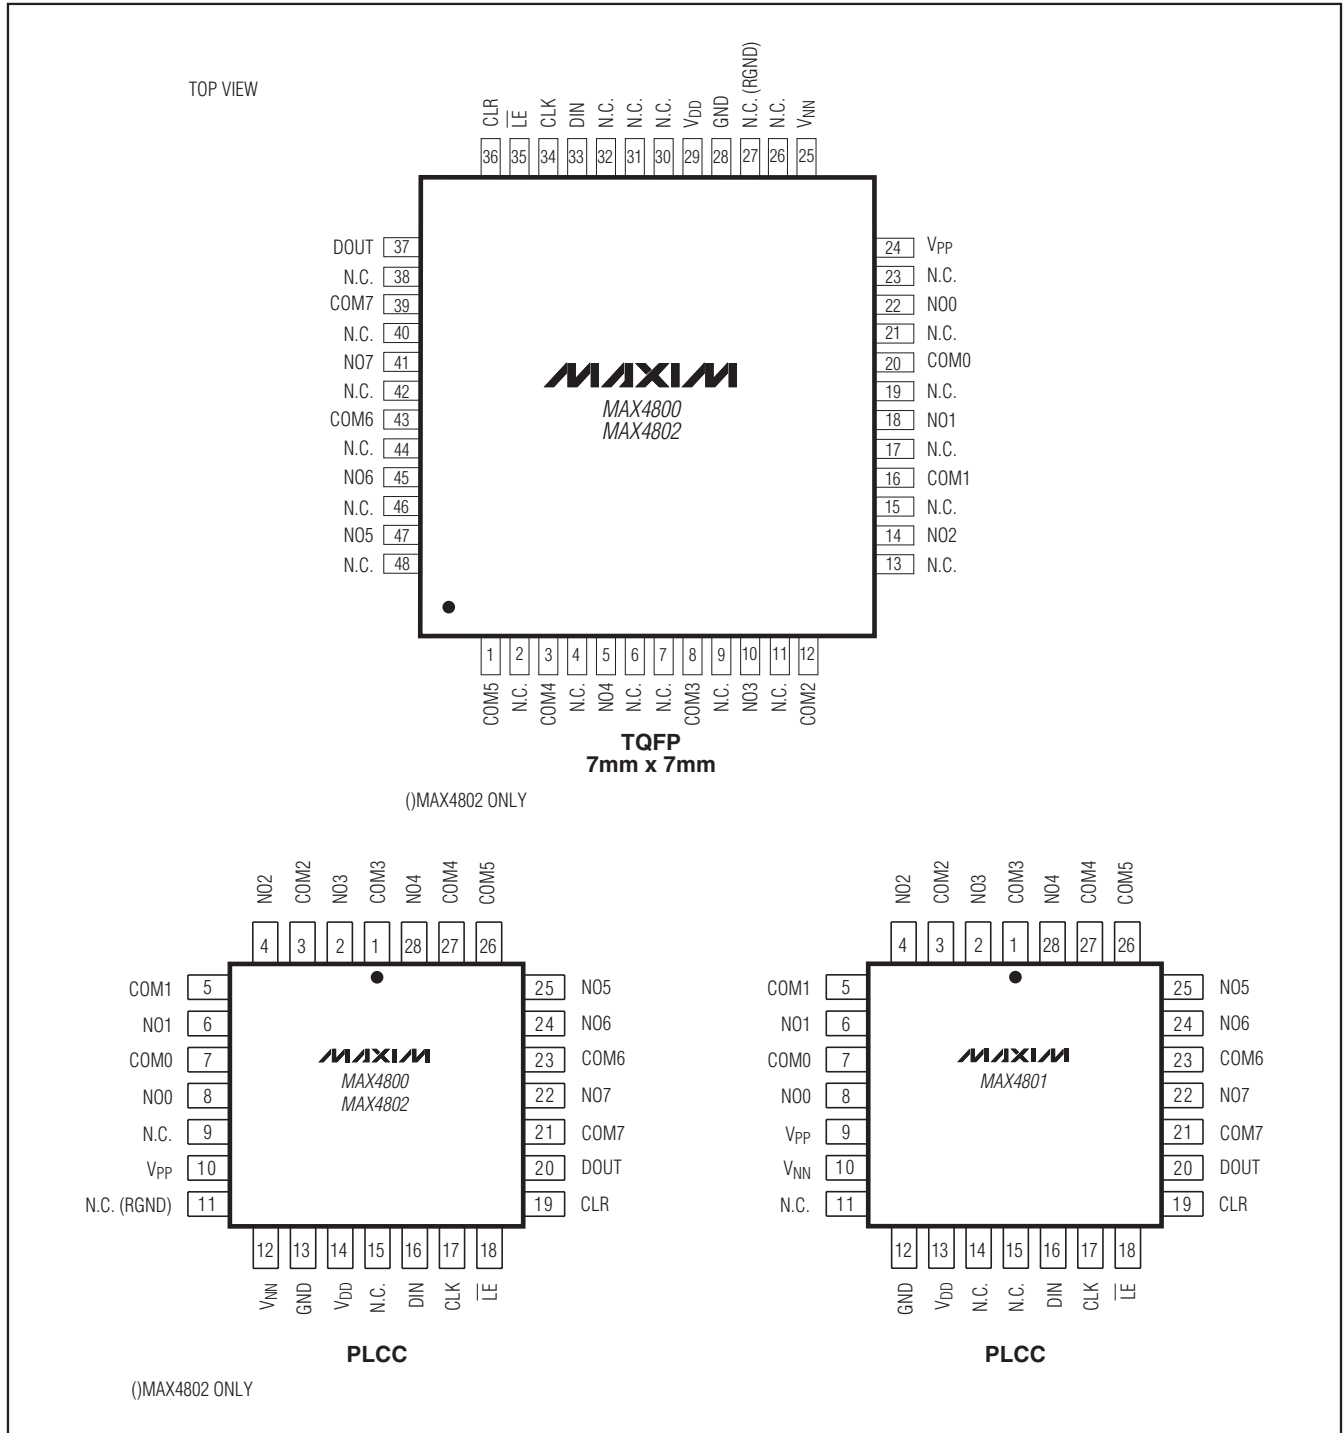 TOP VIEW
CLR
LE
CLK
DIN
N.C.
N.C.
N.C.
VDD
GND
N.C. (RGND)
N.C.
VNN
36 35 34 33 32 31 30 29 28 27 26 25
DOUT 37
N.C. 38
COM7 39
N.C. 40
NO7 41
N.C. 42
COM6 43
N.C. 44
NO6 45
N.C. 46
NO5 47
N.C. 48
24 VPP
23 N.C.
22 NO0
21 N.C.
20 COM0
19 N.C.
18 NO1
17 N.C.
16 COM1
15 N.C.
14 NO2
13 N.C.
MAXIM
MAX4800
MAX4802
1 2 3 4 5 6 7 8 9 10 11 12
COM5
N.C.
COM4
N.C.
NO4
N.C.
N.C.
COM3
N.C.
NO3
N.C.
COM2
TQFP
7mm x 7mm
()MAX4802 ONLY
NO2
COM2
NO3
COM3
NO4
COM4
COM5
4 3 2 1 28 27 26
COM1 5
NO1 6
COM0 7
NO0 8
N.C. 9
VPP 10
N.C. (RGND) 11
25 NO5
24 NO6
23 COM6
22 NO7
21 COM7
20 DOUT
19 CLR
MAXIM
MAX4800
MAX4802
12 13 14 15 16 17 18
VNN
GND
VDD
N.C.
DIN
CLK
LE
PLCC
()MAX4802 ONLY
NO2
COM2
NO3
COM3
NO4
COM4
COM5
4 3 2 1 28 27 26
COM1 5
NO1 6
COM0 7
NO0 8
VPP 9
VNN 10
N.C. 11
25 NO5
24 NO6
23 COM6
22 NO7
21 COM7
20 DOUT
19 CLR
MAXIM
MAX4801
12 13 14 15 16 17 18
GND
VDD
N.C.
N.C.
DIN
CLK
LE
PLCC